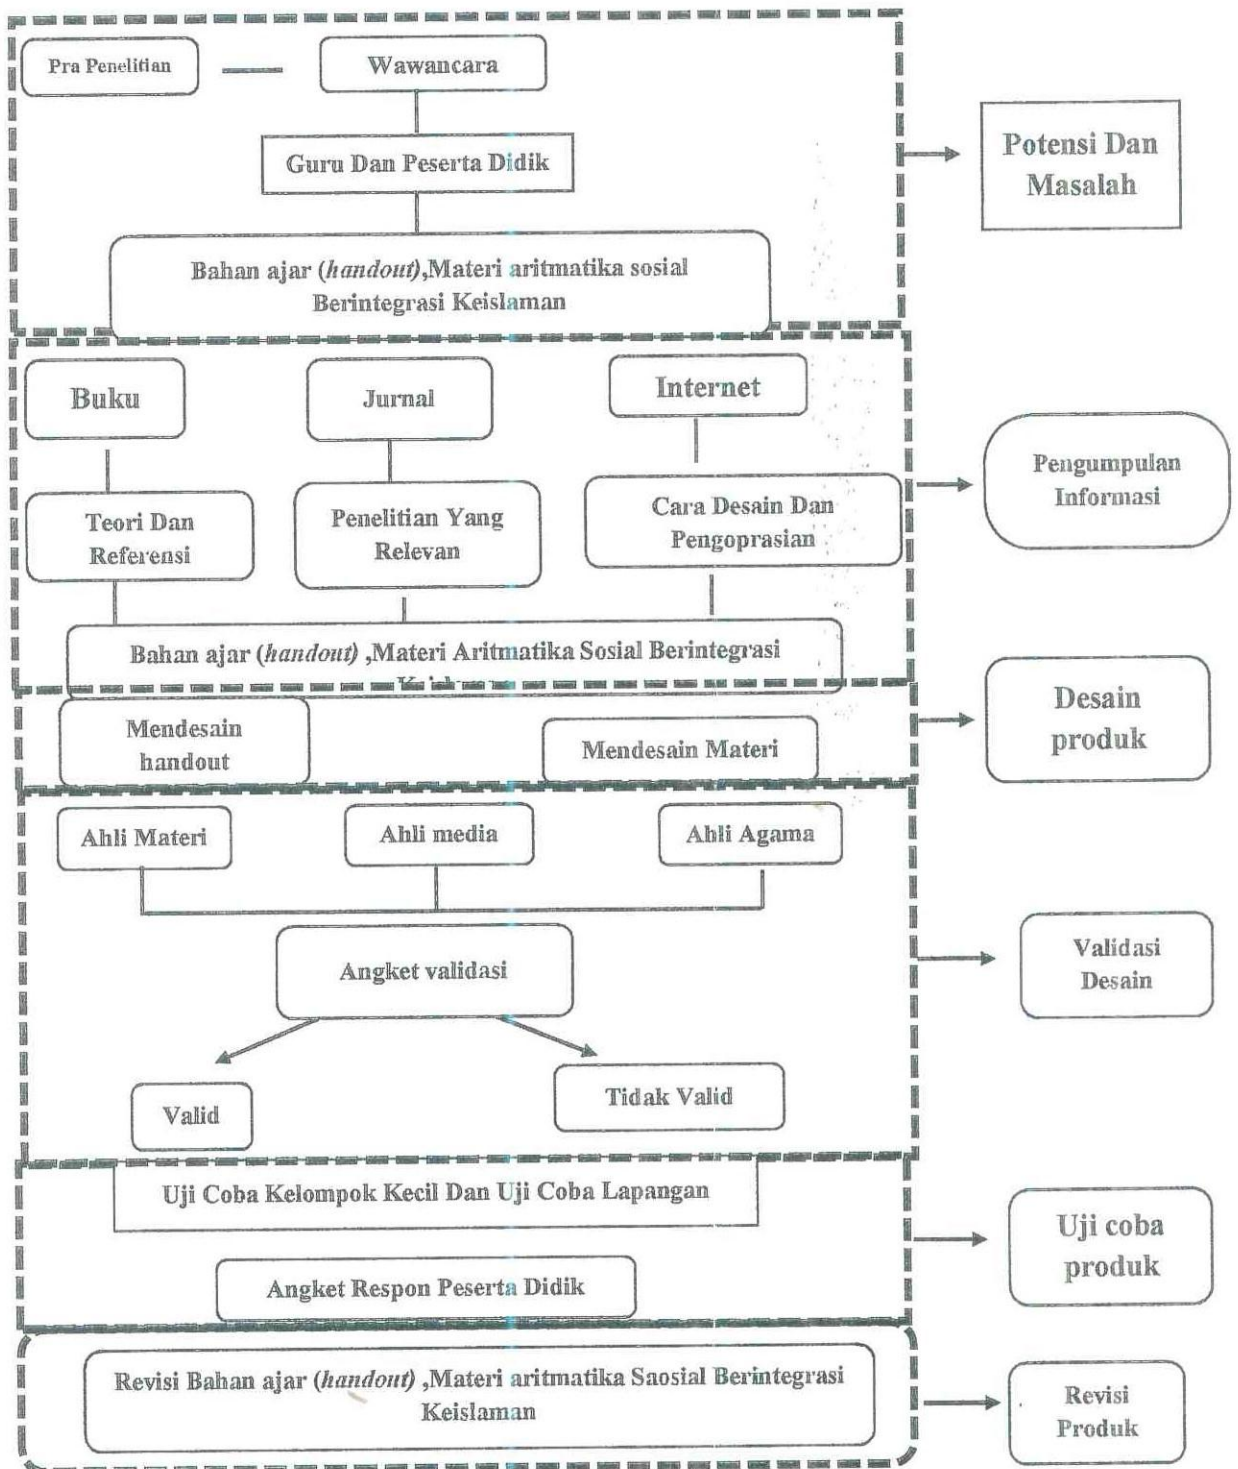 Pra Penelitian
Wawancara
Guru Dan Peserta Didik
Bahan ajar (handout),Materi aritmatika sosial
Berintegrasi Keislaman
Potensi Dan
Masalah
Buku
Jurnal
Internet
Teori Dan
Referensi
Penelitian Yang
Relevan
Cara Desain Dan
Pengoprasian
Bahan ajar (handout) ,Materi Aritmatika Sosial Berintegrasi
Pengumpulan
Informasi
Mendesain
handout
Mendesain Materi
Desain
produk
Ahli Materi
Ahli media
Ahli Agama
Angket validasi
Valid
Tidak Valid
Validasi
Desain
Uji Coba Kelompok Kecil Dan Uji Coba Lapangan
Angket Respon Peserta Didik
Uji coba
produk
Revisi Bahan ajar (handout) ,Materi aritmatika Saosial Berintegrasi
Keislaman
Revisi
Produk